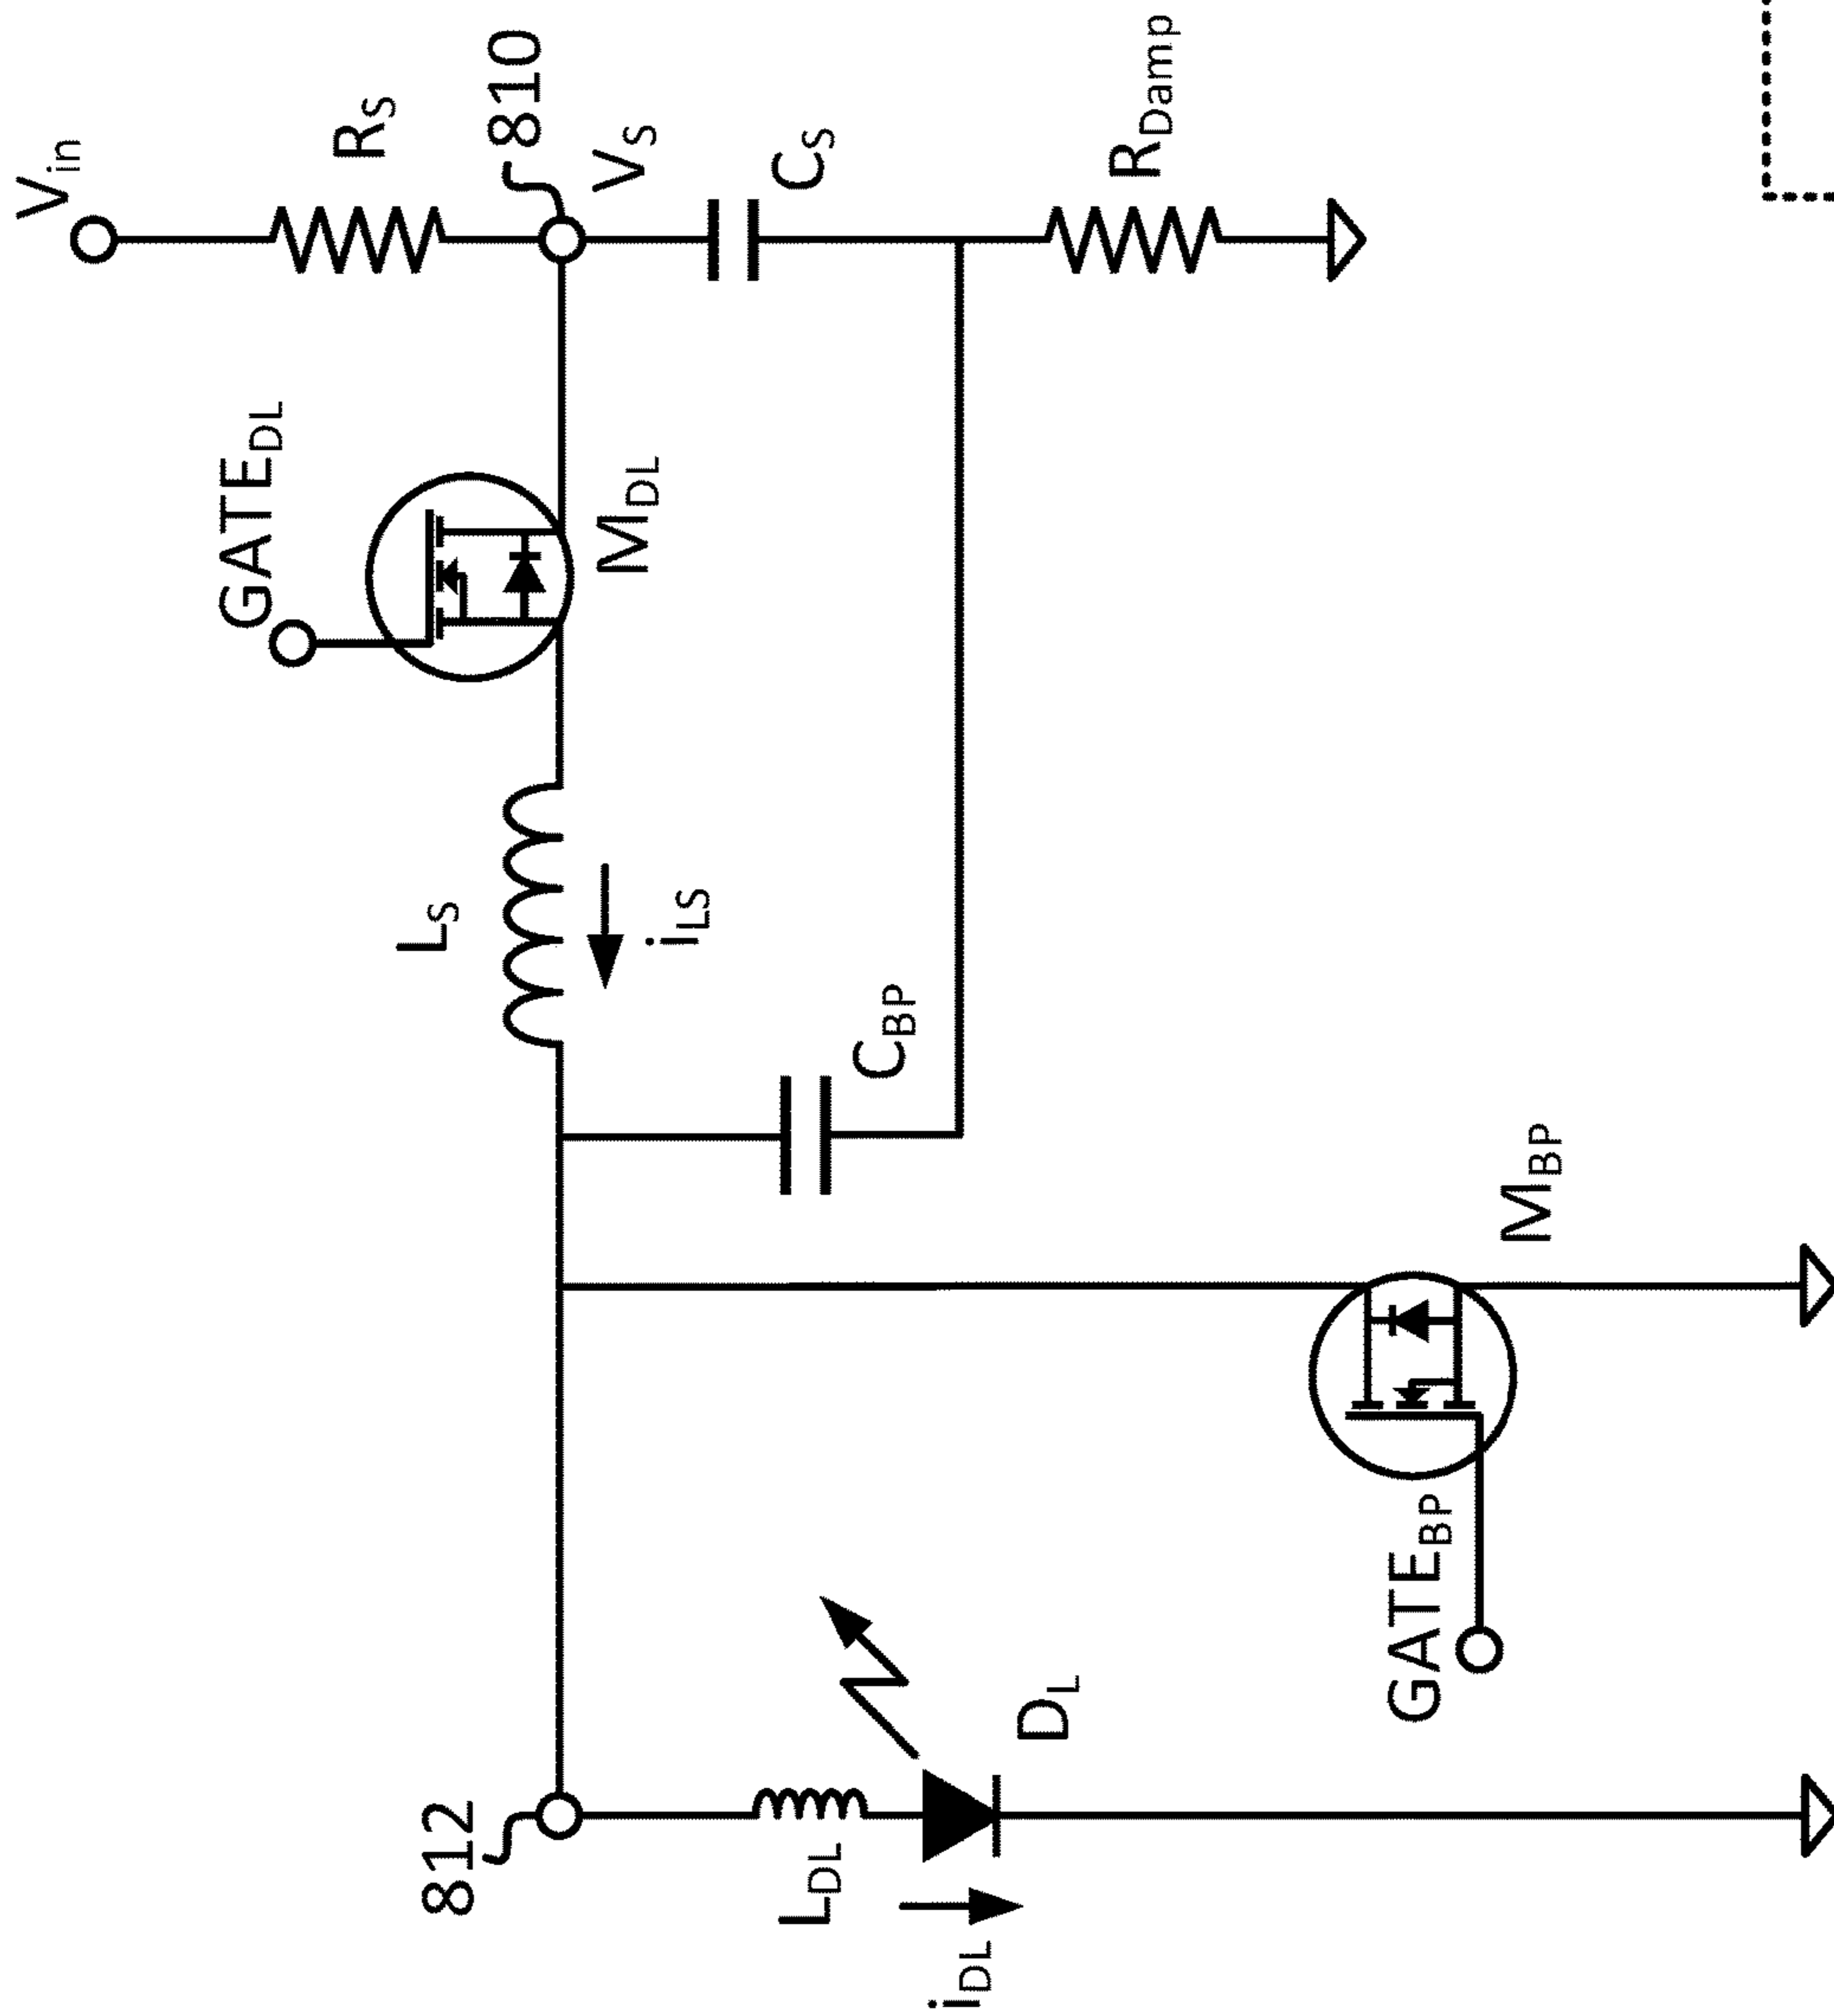 Vin
RS
810
VS
CS
RDamp
GATEDL
MDL
LS
iLS
CBP
MBP
GATEBP
812
DL
LDL
iDL